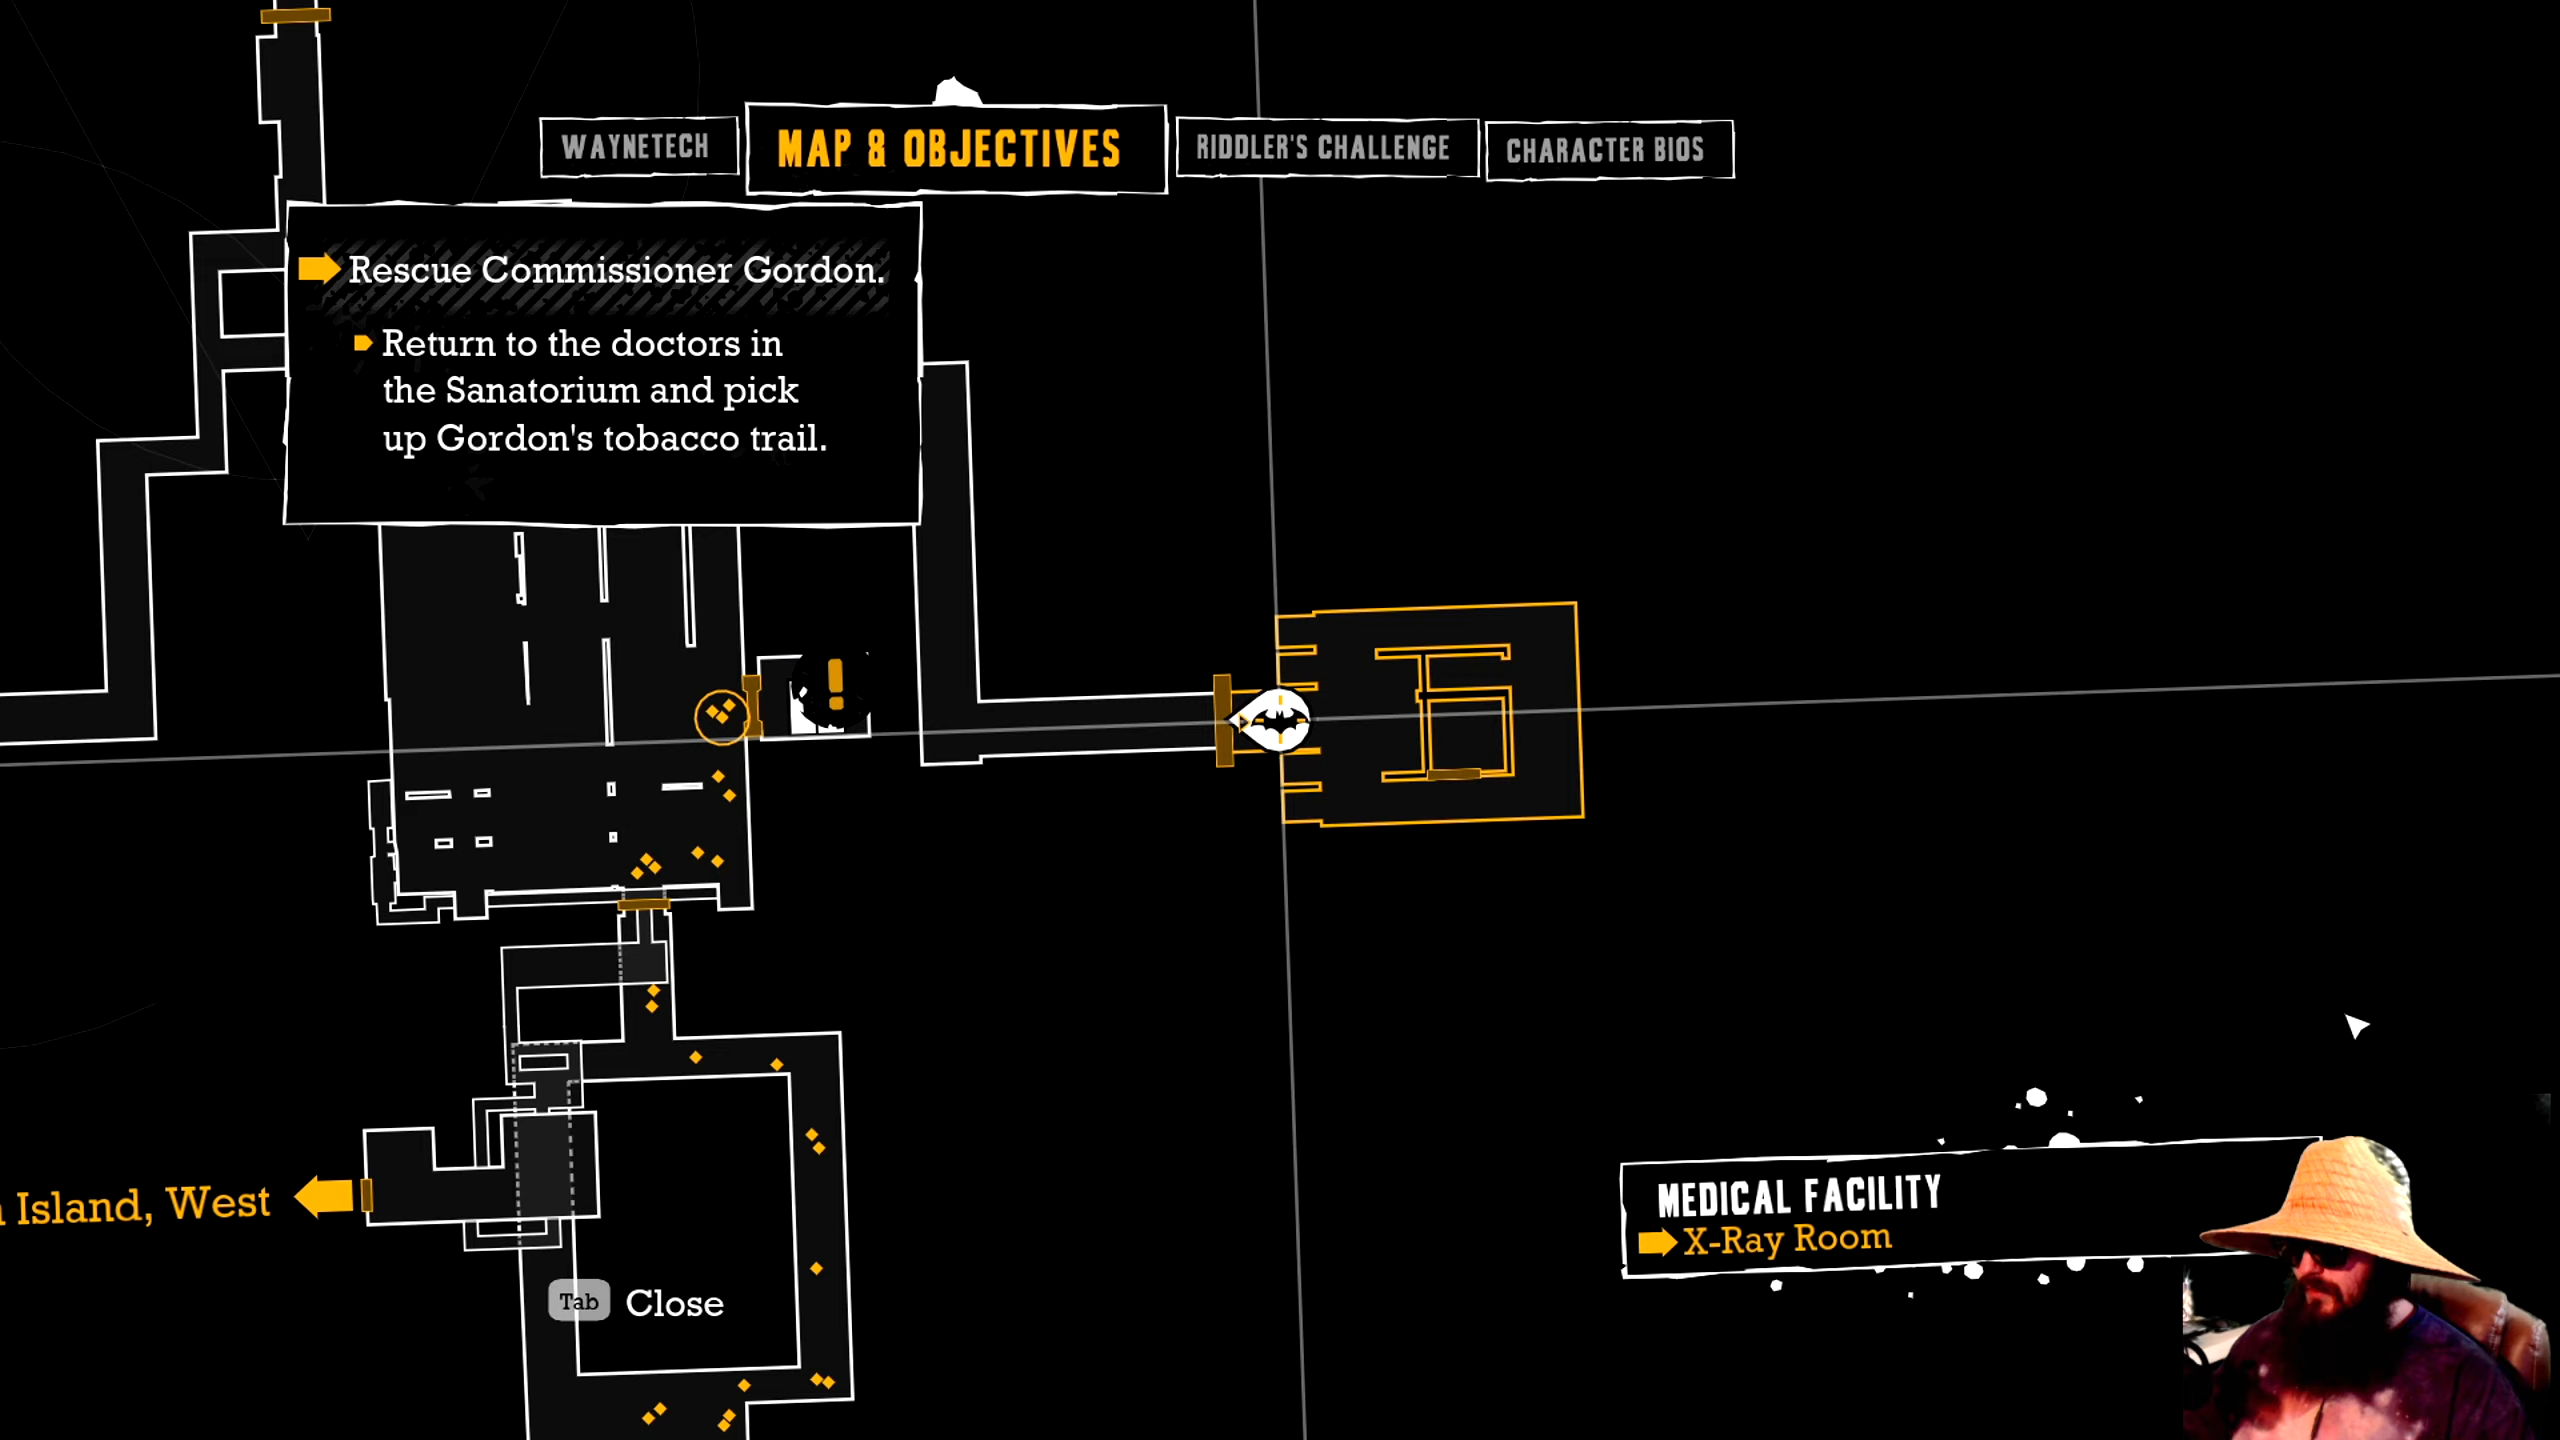 WAYNETECH
MAP & OBJECTIVES
RIDDLER'S CHALLENGE
CHARACTER BIOS
Rescue Commissioner Gordon.
Return to the doctors in
the Sanatorium and pick
up Gordon's tobacco trail.
Island, West
MEDICAL FACILITY
X-Ray Room
Tab Close